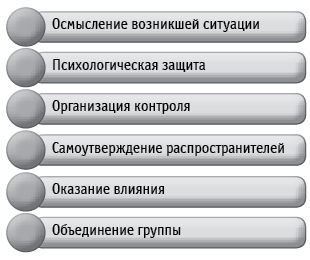 Осмысление возникшей ситуации
Психологическая защита
Организация контроля
Самоутверждение распространителей
Оказание влияния
Объединение группы